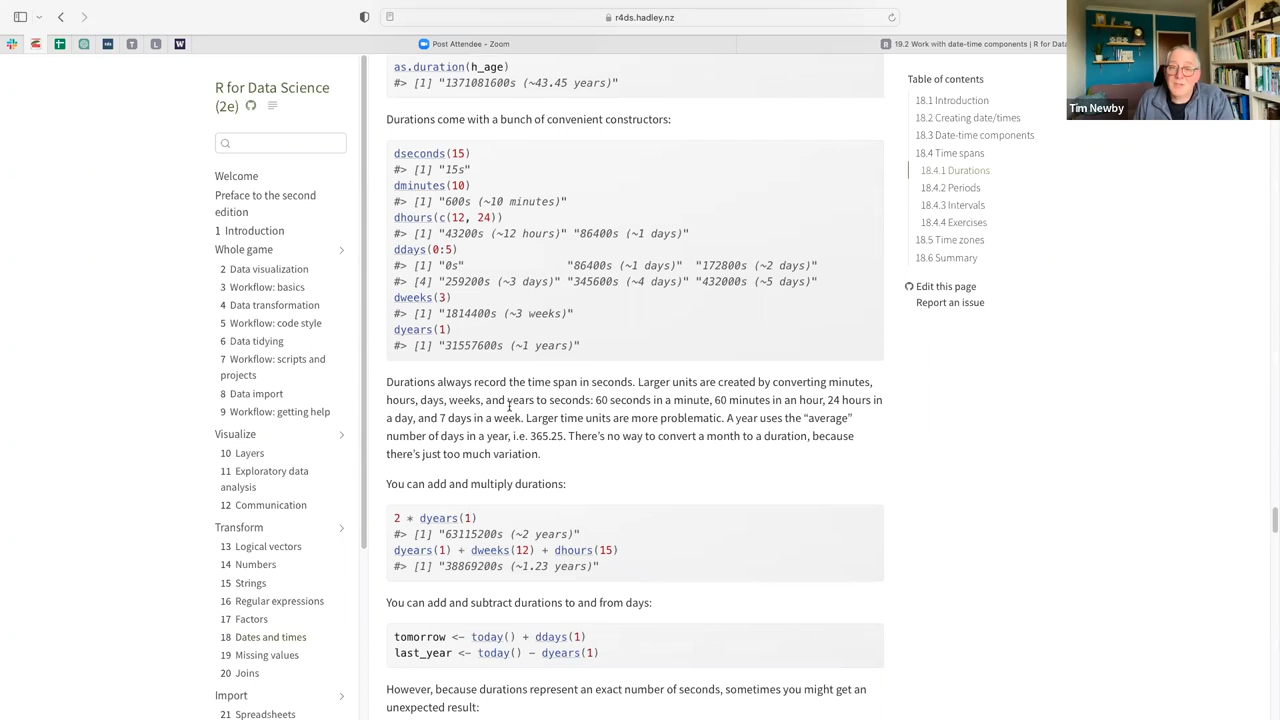 r4ds.hadley.nz
Post Attendee - Zoom
19.2 Work with date-time components | R for Data
Tim Newby
R for Data Science
(2e)
Welcome
Preface to the second
edition
1 Introduction
Whole game
2 Data visualization
3 Workflow: basics
4 Data transformation
5 Workflow: code style
6 Data tidying
7 Workflow: scripts and
projects
8 Data import
9 Workflow: getting help
Visualize
10 Layers
11 Exploratory data
analysis
12 Communication
Transform
13 Logical vectors
14 Numbers
15 Strings
16 Regular expressions
17 Factors
18 Dates and times
19 Missing values
20 Joins
Import
21 Spreadsheets
as.duration(h_age)
#> [1] "1371081600s (~43.45 years)"
Durations come with a bunch of convenient constructors:
dseconds(15)
#> [1] "15s"
dminutes(10)
#> [1] "600s (~10 minutes)"
dhours(c(12, 24))
#> [1] "43200s (~12 hours)" "86400s (~1 days)"
ddays(0:5)
#> [1] "0s" "86400s (~1 days)" "172800s (~2 days)"
#> [4] "259200s (~3 days)" "345600s (~4 days)" "432000s (~5 days)"
dweeks(3)
#> [1] "1814400s (~3 weeks)"
dyears(1)
#> [1] "31557600s (~1 years)"
Durations always record the time span in seconds. Larger units are created by converting minutes,
hours, days, weeks, and years to seconds: 60 seconds in a minute, 60 minutes in an hour, 24 hours in
a day, and 7 days in a week. Larger time units are more problematic. A year uses the “average”
number of days in a year, i.e. 365.25. There’s no way to convert a month to a duration, because
there’s just too much variation.
You can add and multiply durations:
2 * dyears(1)
#> [1] "63115200s (~2 years)"
dyears(1) + dweeks(12) + dhours(15)
#> [1] "38869200s (~1.23 years)"
You can add and subtract durations to and from days:
tomorrow <- today() + ddays(1)
last_year <- today() - dyears(1)
However, because durations represent an exact number of seconds, sometimes you might get an
unexpected result:
Table of contents
18.1 Introduction
18.2 Creating date/times
18.3 Date-time components
18.4 Time spans
18.4.1 Durations
18.4.2 Periods
18.4.3 Intervals
18.4.4 Exercises
18.5 Time zones
18.6 Summary
Edit this page
Report an issue